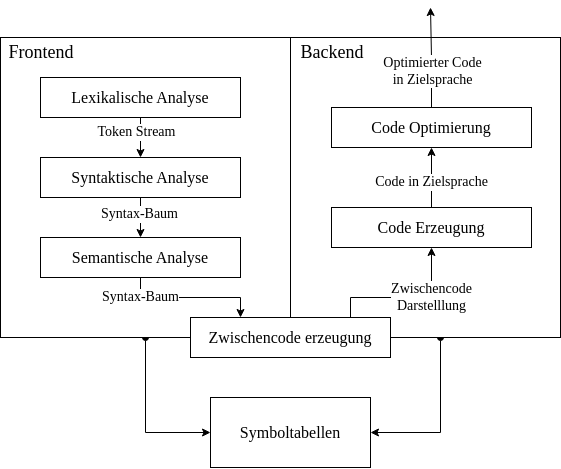 Frontend
Lexikalische Analyse
Token Stream
Syntaktische Analyse
Syntax-Baum
Semantische Analyse
Syntax-Baum
Zwischencode erzeugung
Backend
Optimierter Code
in Zielsprache
Code Optimierung
Code in Zielsprache
Code Erzeugung
Zwischencode
Darstelllung
Symboltabellen